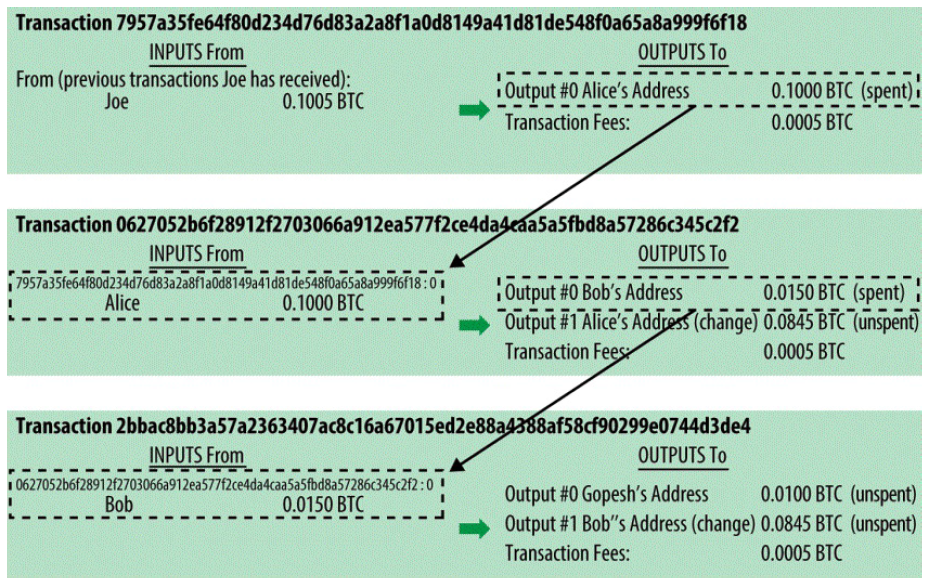 Transaction 7957a35fe64f80d234d76d83a2a8f1a0d8149a41d81de548f0a65a8a999f6f18
INPUTS From OUTPUTS To
From (previous transactions Joe has received):
Joe 0.1005 BTC
Output #0 Alice's Address 0.1000 BTC (spent)
Transaction Fees: 0.0005 BTC
Transaction 0627052b6f28912f2703066a912ea577f2ce4da4caa5a5fbd8a57286c345c2f2
INPUTS From OUTPUTS To
7957a35fe64f80d234d76d83a2a8f1a0d8149a41d81de548f0a65a8a999f6f18 : 0
Alice 0.1000 BTC
Output #0 Bob's Address 0.0150 BTC (spent)
Output #1 Alice's Address (change) 0.0845 BTC (unspent)
Transaction Fees: 0.0005 BTC
Transaction 2bbac8bb3a57a2363407ac8c16a67015ed2e88a4388af58cf90299e0744d3de4
INPUTS From OUTPUTS To
0627052b6f28912f2703066a912ea577f2ce4da4caa5a5fbd8a57286c345c2f2 : 0
Bob 0.0150 BTC
Output #0 Gopesh's Address 0.0100 BTC (unspent)
Output #1 Bob''s Address (change) 0.0845 BTC (unspent)
Transaction Fees: 0.0005 BTC